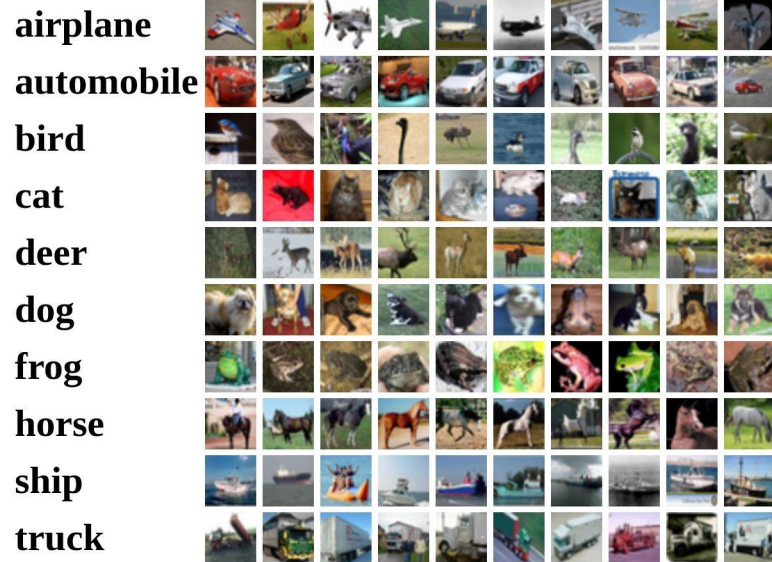 airplane
automobile
bird
cat
deer
dog
frog
horse
ship
truck